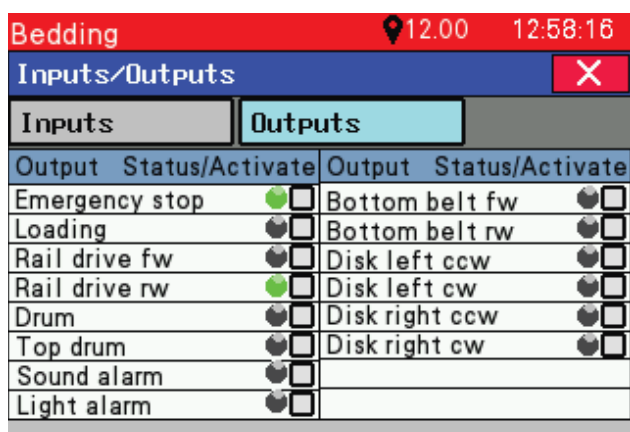 Bedding 12.00 12:58:16
Inputs/Outputs
Inputs Outputs
Output Status/Activate Output Status/Activate
Emergency stop Bottom belt fw
Loading Bottom belt rw
Rail drive fw Disk left ccw
Rail drive rw Disk left cw
Drum Disk right ccw
Top drum Disk right cw
Sound alarm
Light alarm